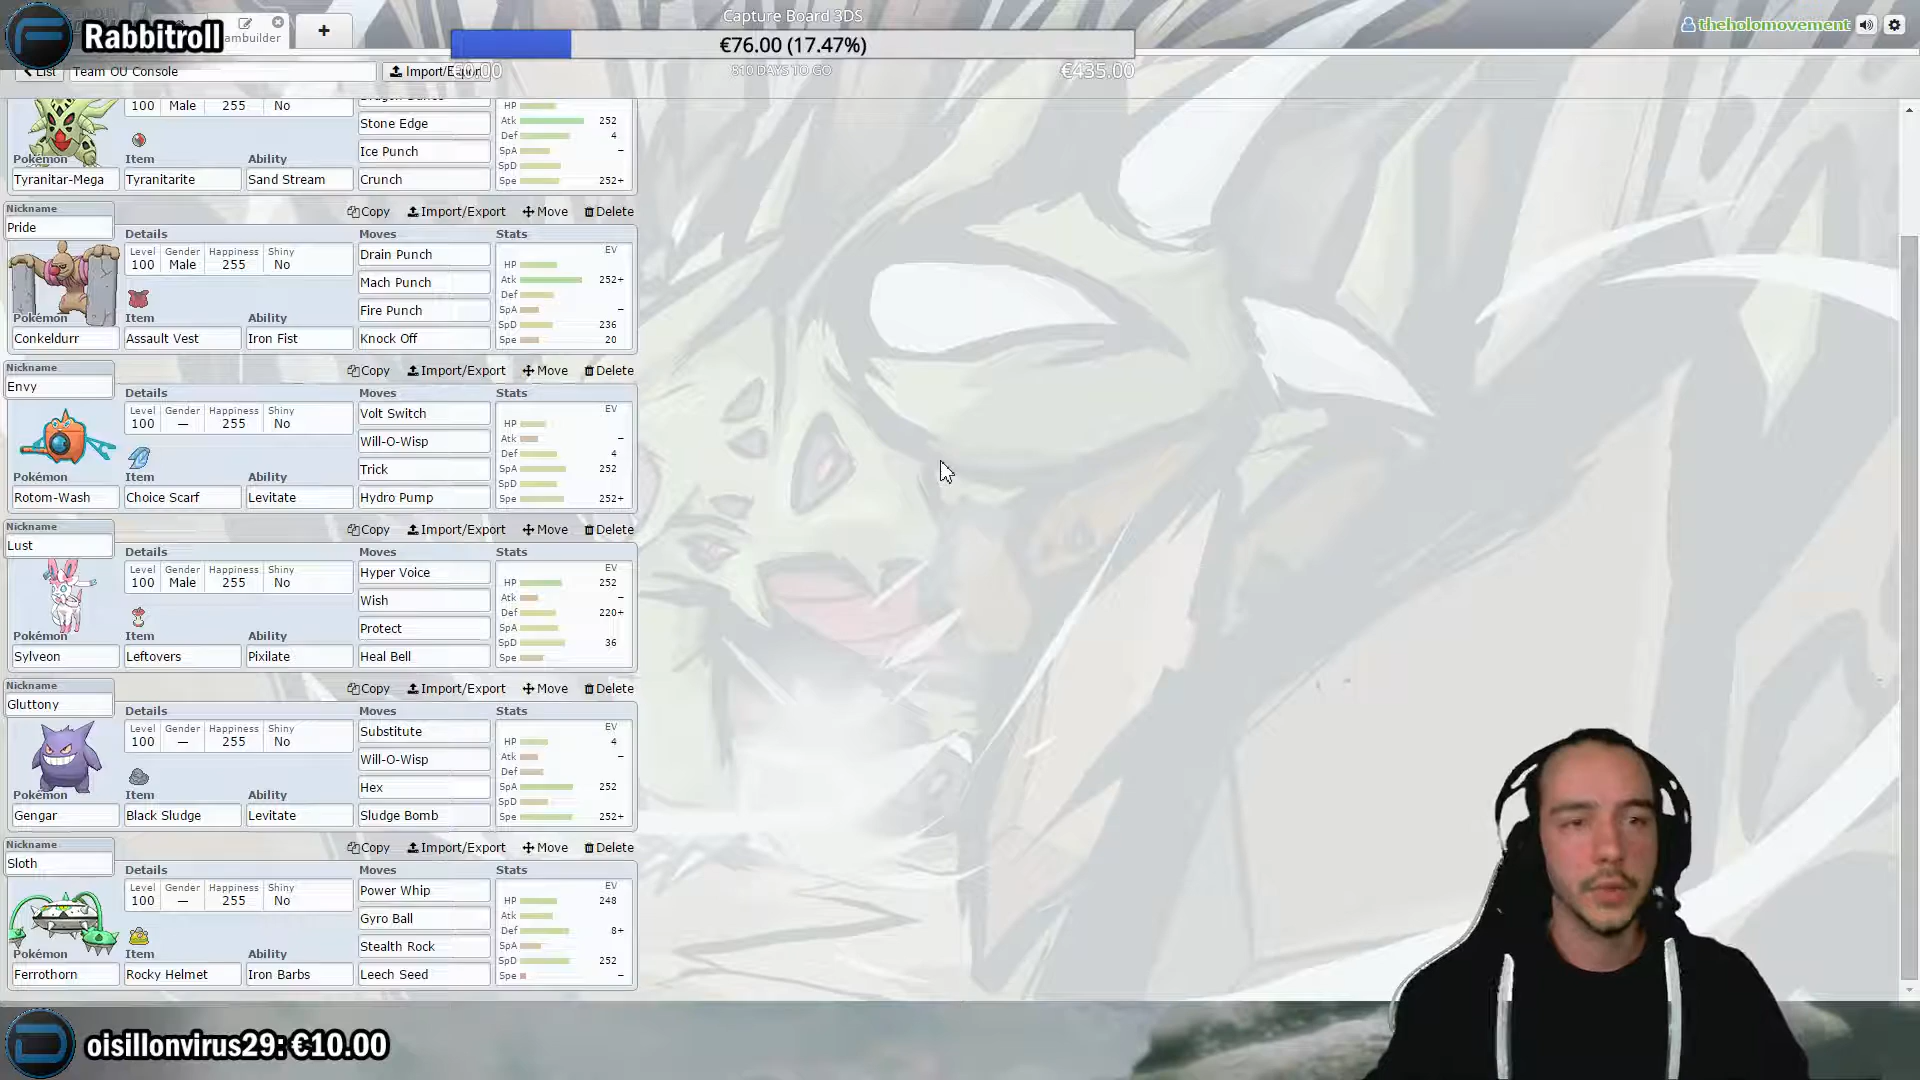 Rabbitroll
ambuilder
+
Capture Board 3DS
€76.00 (17.47%)
810 DAYS TO GO
€435.00
theholomovement
List
Team OU Console
100 Male 255 No
Stone Edge
Ice Punch
Crunch
HP
Atk 252
Def 4
SpA –
SpD
Spe 252+
Pokémon Item Ability
Tyranitar-Mega Tyranitarite Sand Stream
Copy Import/Export Move Delete
Nickname
Pride
Details Moves Stats
Level Gender Happiness Shiny
100 Male 255 No
Drain Punch
Mach Punch
Fire Punch
Knock Off
EV
HP
Atk 252+
Def
SpA –
SpD 236
Spe 20
Pokémon Item Ability
Conkeldurr Assault Vest Iron Fist
Copy Import/Export Move Delete
Nickname
Envy
Details Moves Stats
Level Gender Happiness Shiny
100 — 255 No
Volt Switch
Will-O-Wisp
Trick
Hydro Pump
EV
HP
Atk –
Def 4
SpA 252
SpD
Spe 252+
Pokémon Item Ability
Rotom-Wash Choice Scarf Levitate
Copy Import/Export Move Delete
Nickname
Lust
Details Moves Stats
Level Gender Happiness Shiny
100 Male 255 No
Hyper Voice
Wish
Protect
Heal Bell
EV
HP 252
Atk –
Def 220+
SpA
SpD 36
Spe
Pokémon Item Ability
Sylveon Leftovers Pixilate
Copy Import/Export Move Delete
Nickname
Gluttony
Details Moves Stats
Level Gender Happiness Shiny
100 — 255 No
Substitute
Will-O-Wisp
Hex
Sludge Bomb
EV
HP 4
Atk –
Def
SpA 252
SpD
Spe 252+
Pokémon Item Ability
Gengar Black Sludge Levitate
Copy Import/Export Move Delete
Nickname
Sloth
Details Moves Stats
Level Gender Happiness Shiny
100 — 255 No
Power Whip
Gyro Ball
Stealth Rock
Leech Seed
EV
HP 248
Atk
Def 8+
SpA
SpD 252
Spe –
Pokémon Item Ability
Ferrothorn Rocky Helmet Iron Barbs
oisillonvirus29: €10.00